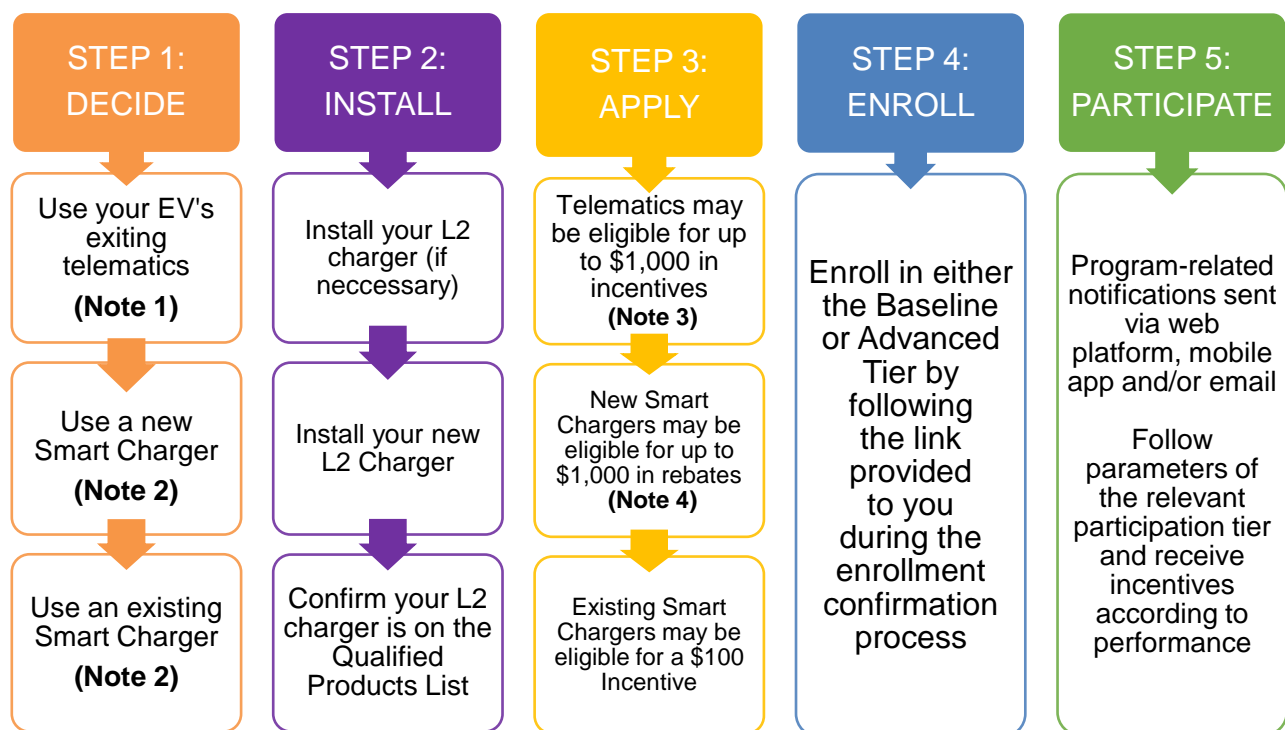 STEP 1:
DECIDE
Use your EV's
exiting
telematics
(Note 1)
Use a new
Smart Charger
(Note 2)
Use an existing
Smart Charger
(Note 2)
STEP 2:
INSTALL
Install your L2
charger (if
neccessary)
Install your new
L2 Charger
Confirm your L2
charger is on the
Qualified
Products List
STEP 3:
APPLY
Telematics may
be eligible for up
to $1,000 in
incentives
(Note 3)
New Smart
Chargers may be
eligible for up to
$1,000 in rebates
(Note 4)
Existing Smart
Chargers may be
eligible for a $100
Incentive
STEP 4:
ENROLL
Enroll in either
the Baseline
or Advanced
Tier by
following
the link
provided
to you
during the
enrollment
confirmation
process
STEP 5:
PARTICIPATE
Program-related
notifications sent
via web
platform, mobile
app and/or email
Follow
parameters of
the relevant
participation tier
and receive
incentives
according to
performance